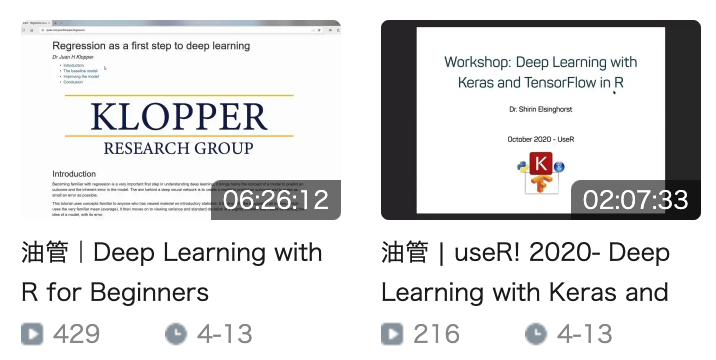 Regression as a first step to deep learning
Dr Juan H Klopper
Introduction
The baseline model
Improving the model
Conclusion
KLOPPER
RESEARCH GROUP
Introduction
06:26:12
油管｜Deep Learning with
R for Beginners
429
4-13
Workshop: Deep Learning with
Keras and TensorFlow in R
Dr. Shirin Elsinghorst
October 2020 - UseR
K
02:07:33
油管 | useR! 2020- Deep
Learning with Keras and
216
4-13